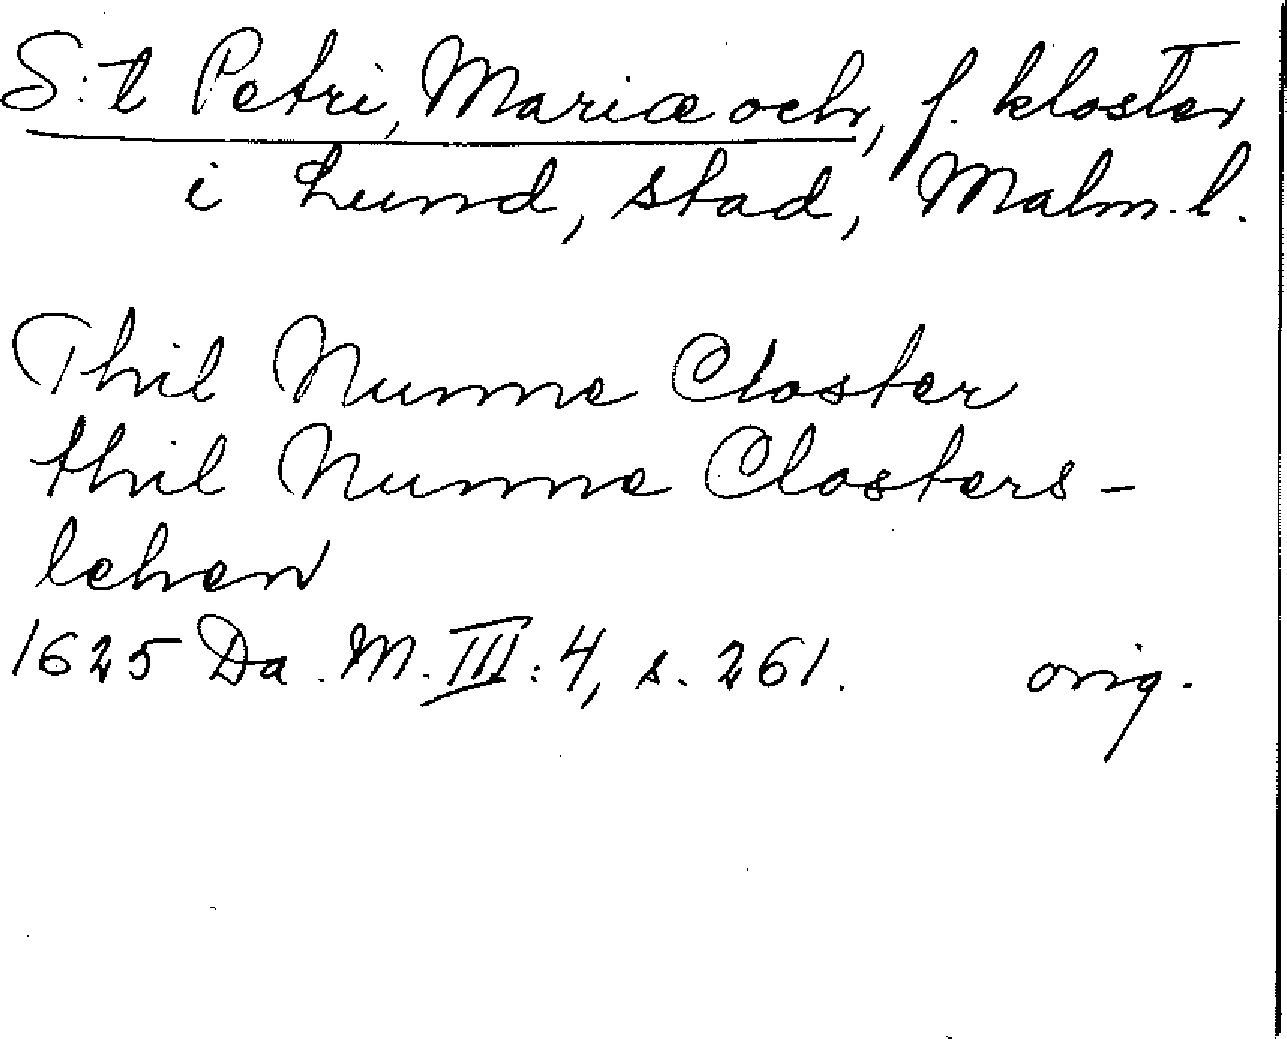 S:t Petri, Mariæ och, f. kloster
i Lund, stad, Malm. l.
Thil Nunne Closter
thil Nunne Closters-
lehen
1625 Da. M. III: 4, s. 261. orig.